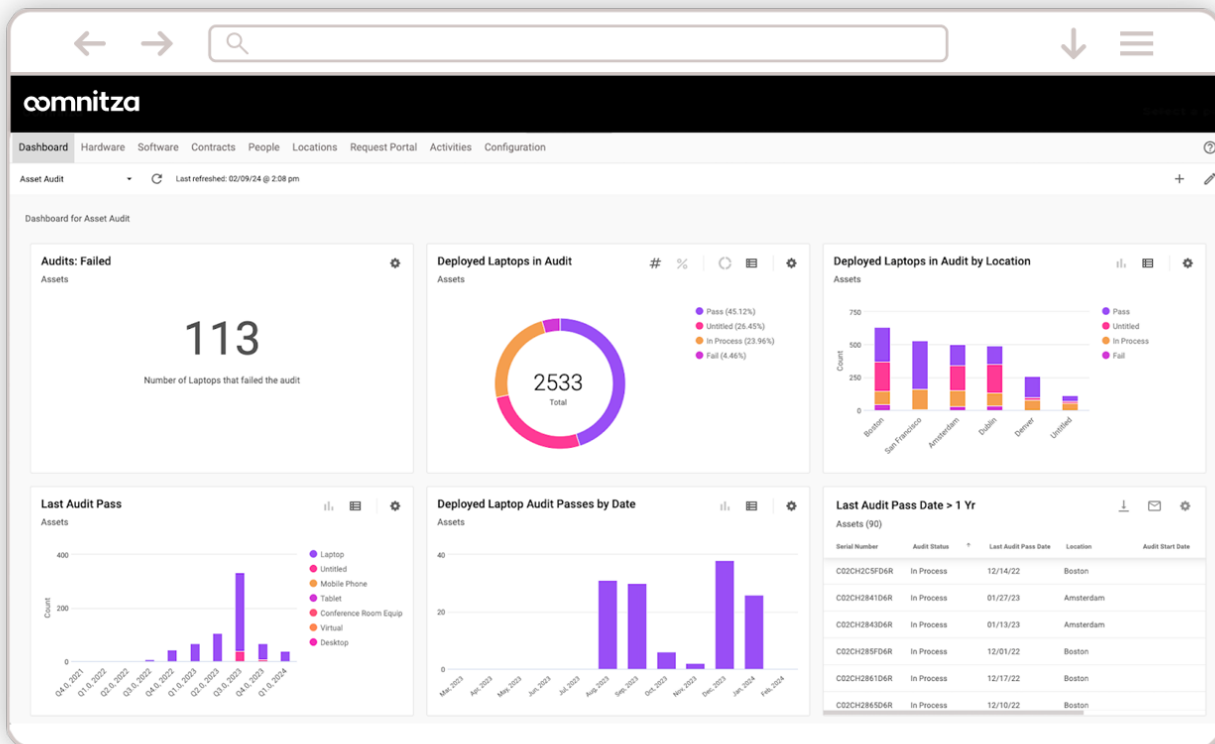 oomnitza
Dashboard Hardware Software Contracts People Locations Request Portal Activities Configuration
Asset Audit Last refreshed: 02/09/24 @ 2:08 pm
Dashboard for Asset Audit
Audits: Failed
Assets
113
Number of Laptops that failed the audit
Deployed Laptops in Audit
# %
Assets
Pass (45.12%)
Untitled (26.45%)
In Process (23.96%)
Fail (4.46%)
2533
Total
Deployed Laptops in Audit by Location
Assets
750
500
250
0
Count
Boston San Francisco Amsterdam Dublin Denver Untitled
Pass
Untitled
In Process
Fail
Last Audit Pass
Assets
400
200
0
Count
Q4.0, 2021 Q1.0, 2022 Q2.0, 2022 Q3.0, 2022 Q4.0, 2022 Q1.0, 2023 Q2.0, 2023 Q3.0, 2023 Q4.0, 2023 Q1.0, 2024
Laptop
Untitled
Mobile Phone
Tablet
Conference Room Equip
Virtual
Desktop
Deployed Laptop Audit Passes by Date
Assets
40
20
0
Mar, 2023 Apr, 2023 May, 2023 Jun, 2023 Jul, 2023 Aug, 2023 Sep, 2023 Oct, 2023 Nov, 2023 Dec, 2023 Jan, 2024 Feb, 2024
Last Audit Pass Date > 1 Yr
Assets (90)
Serial Number Audit Status Last Audit Pass Date Location Audit Start Date
C02CH2C5FD6R In Process 12/14/22 Boston
C02CH2841D6R In Process 01/27/23 Amsterdam
C02CH2843D6R In Process 01/13/23 Amsterdam
C02CH285FD6R In Process 12/01/22 Boston
C02CH2861D6R In Process 12/17/22 Boston
C02CH2865D6R In Process 12/10/22 Boston